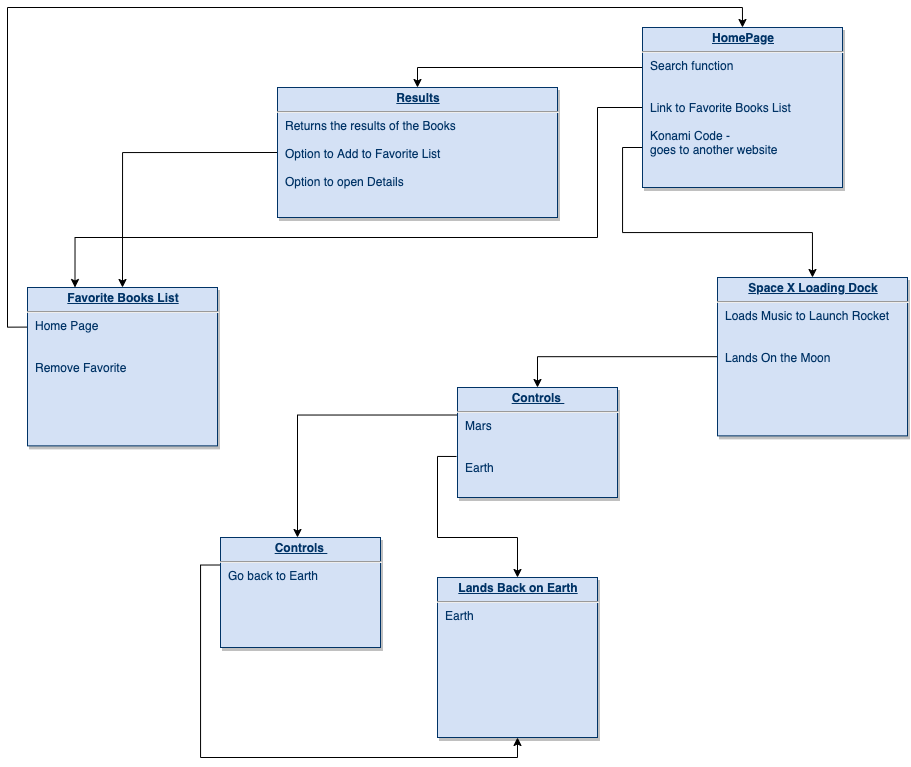 HomePage
Search function
Link to Favorite Books List
Konami Code -
goes to another website
Results
Returns the results of the Books
Option to Add to Favorite List
Option to open Details
Favorite Books List
Home Page
Remove Favorite
Space X Loading Dock
Loads Music to Launch Rocket
Lands On the Moon
Controls
Mars
Earth
Controls
Go back to Earth
Lands Back on Earth
Earth